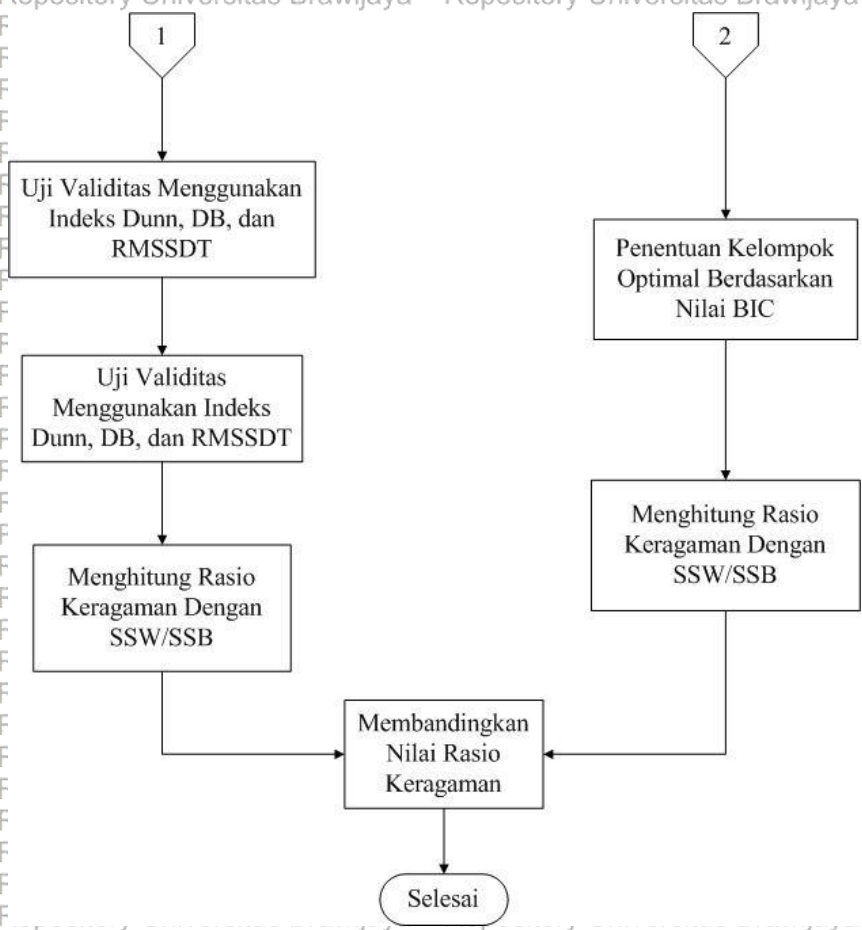 Repository Universitas Brawijaya Repository Universitas Brawijaya
1
2
Uji Validitas Menggunakan
Indeks Dunn, DB, dan
RMSSDT
Penentuan Kelompok
Optimal Berdasarkan
Nilai BIC
Uji Validitas
Menggunakan Indeks
Dunn, DB, dan RMSSDT
Menghitung Rasio
Keragaman Dengan
SSW/SSB
Menghitung Rasio
Keragaman Dengan
SSW/SSB
Membandingkan
Nilai Rasio
Keragaman
Selesai